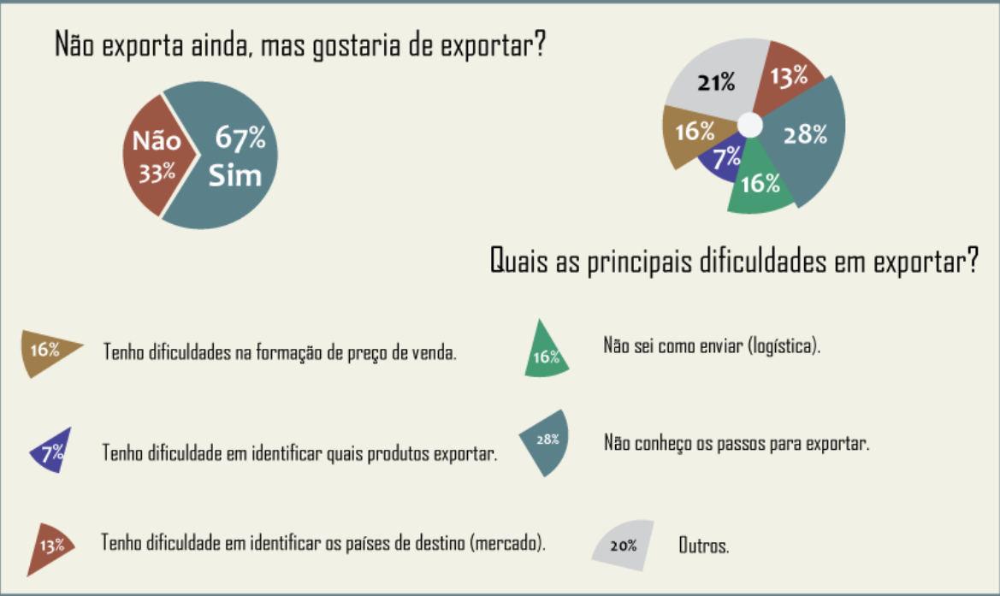 Não exporta ainda, mas gostaria de exportar?
Não
33%
67%
Sim
21%
13%
16%
28%
7%
16%
Quais as principais dificuldades em exportar?
16%
Tenho dificuldades na formação de preço de venda.
16%
Não sei como enviar (logística).
7%
Tenho dificuldade em identificar quais produtos exportar.
28%
Não conheço os passos para exportar.
13%
Tenho dificuldade em identificar os países de destino (mercado).
20%
Outros.